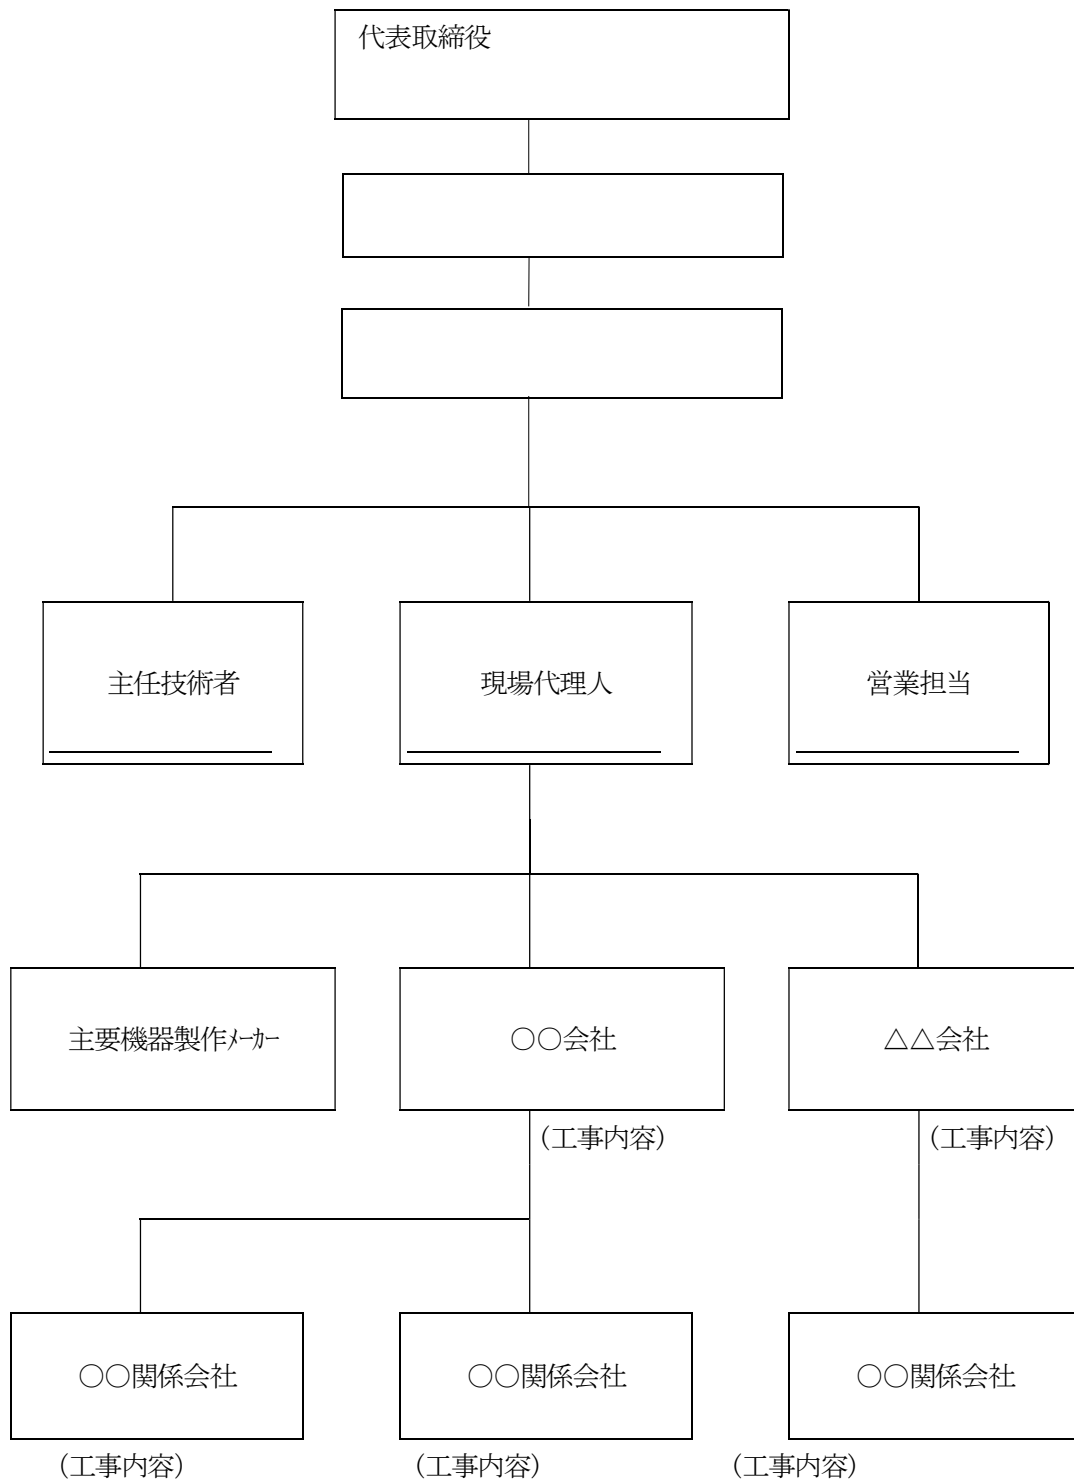 代表取締役
主任技術者
現場代理人
営業担当
主要機器製作ﾒｰｶｰ
○○会社
△△会社
（工事内容）
（工事内容）
○○関係会社
○○関係会社
○○関係会社
（工事内容）
（工事内容）
（工事内容）